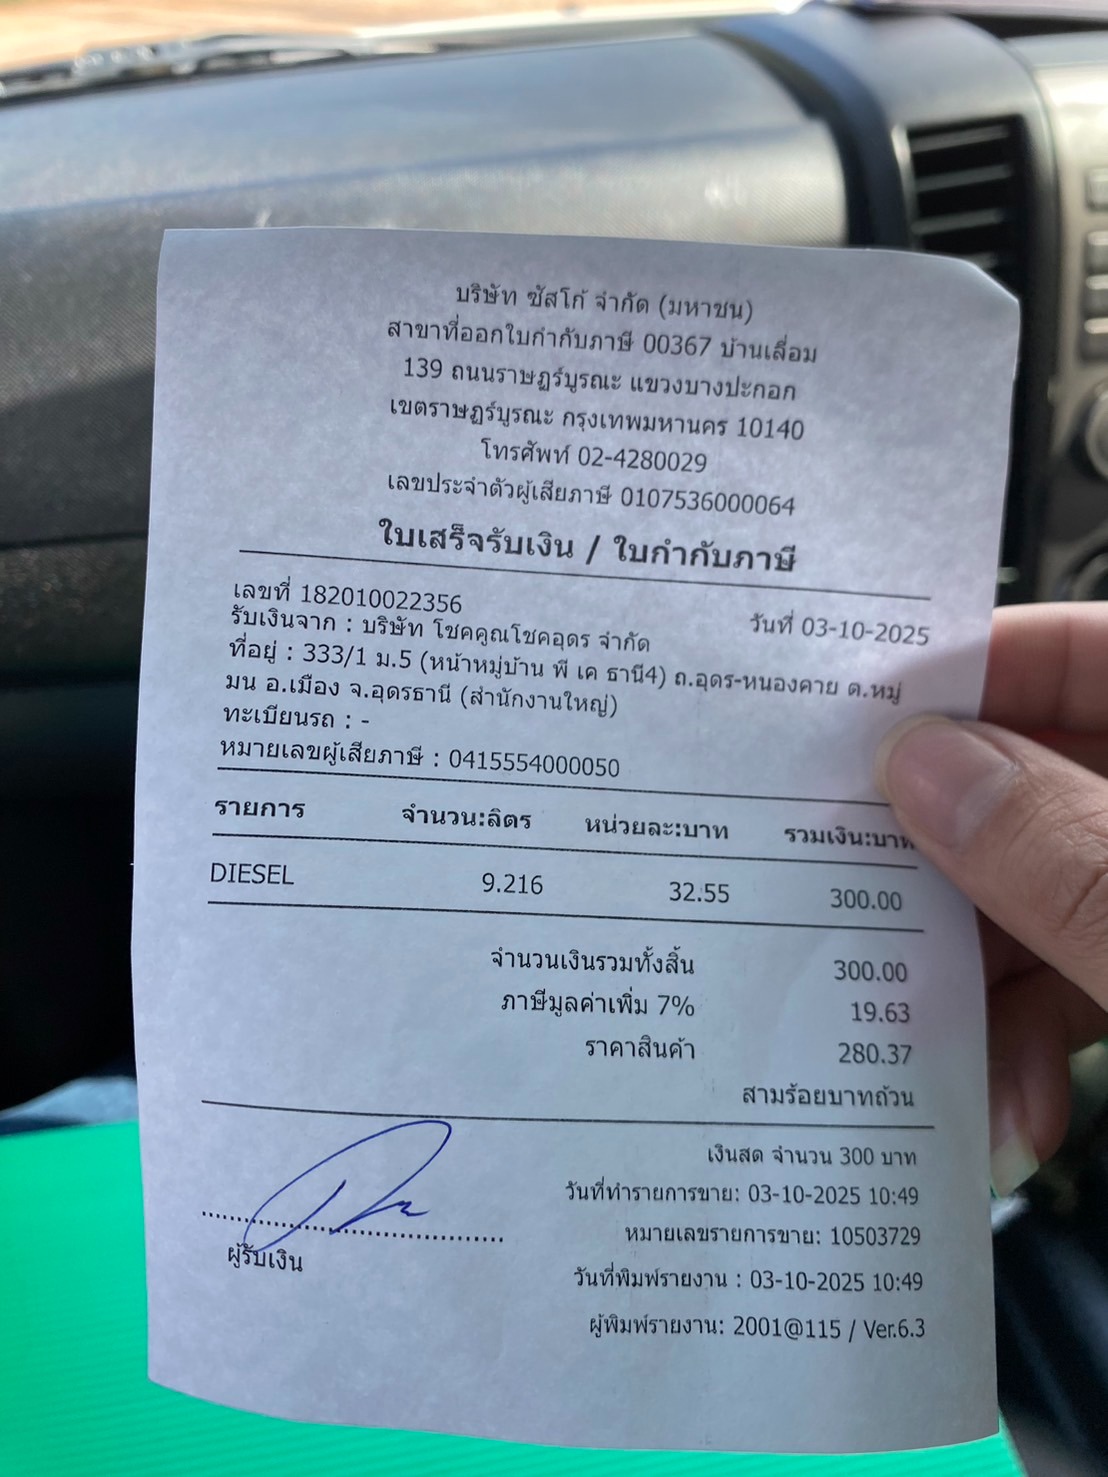 บริษัท ซัสโก้ จำกัด (มหาชน)
สาขาที่ออกใบกำกับภาษี 00367 บ้านเลื่อม
139 ถนนราษฏร์บูรณะ แขวงบางปะกอก
เขตราษฏร์บูรณะ กรุงเทพมหานคร 10140
โทรศัพท์ 02-4280029
เลขประจำตัวผู้เสียภาษี 0107536000064
ใบเสร็จรับเงิน / ใบกำกับภาษี
เลขที่ 182010022356 วันที่ 03-10-2025
รับเงินจาก : บริษัท โชคคูณโชคอุดร จำกัด
ที่อยู่ : 333/1 ม.5 (หน้าหมู่บ้าน พี เค ธานี4) ถ.อุดร-หนองคาย ต.หมู่
มน อ.เมือง จ.อุดรธานี (สำนักงานใหญ่)
ทะเบียนรถ : -
หมายเลขผู้เสียภาษี : 0415554000050
รายการ จำนวน:ลิตร หน่วยละ:บาท รวมเงิน:บาท
DIESEL 9.216 32.55 300.00
จำนวนเงินรวมทั้งสิ้น 300.00
ภาษีมูลค่าเพิ่ม 7% 19.63
ราคาสินค้า 280.37
สามร้อยบาทถ้วน
เงินสด จำนวน 300 บาท
วันที่ทำรายการขาย: 03-10-2025 10:49
หมายเลขรายการขาย: 10503729
ผู้รับเงิน
วันที่พิมพ์รายงาน : 03-10-2025 10:49
ผู้พิมพ์รายงาน: 2001@115 / Ver.6.3